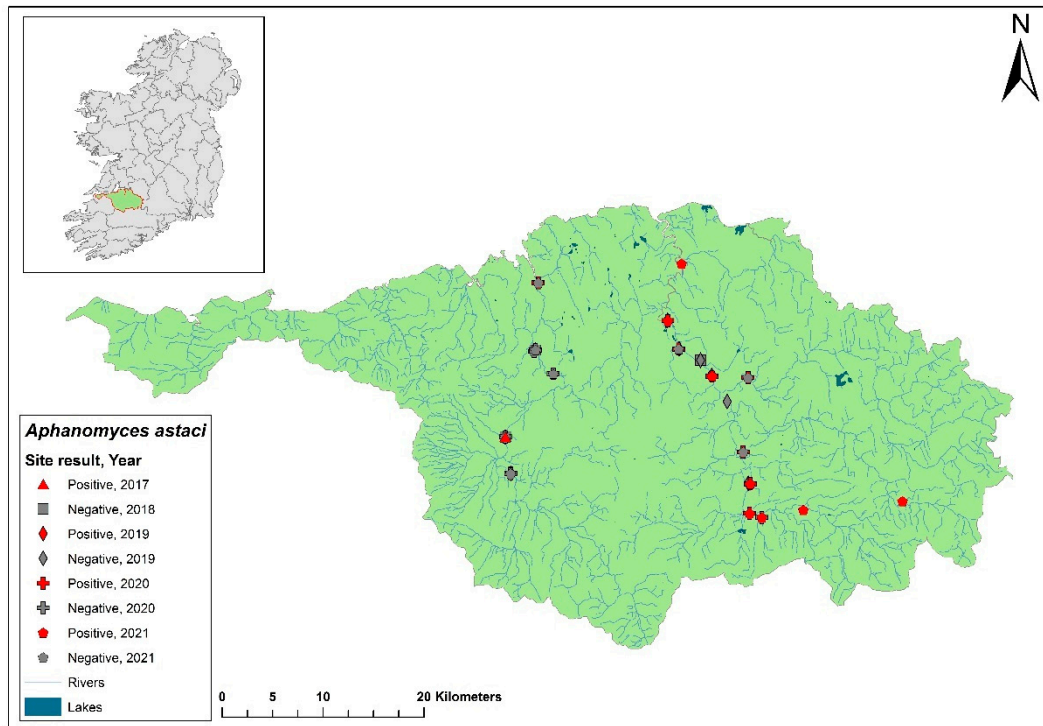 N
Aphanomyces astaci
Site result, Year
Positive, 2017
Negative, 2018
Positive, 2019
Negative, 2019
Positive, 2020
Negative, 2020
Positive, 2021
Negative, 2021
Rivers
Lakes
0 5 10 20 Kilometers